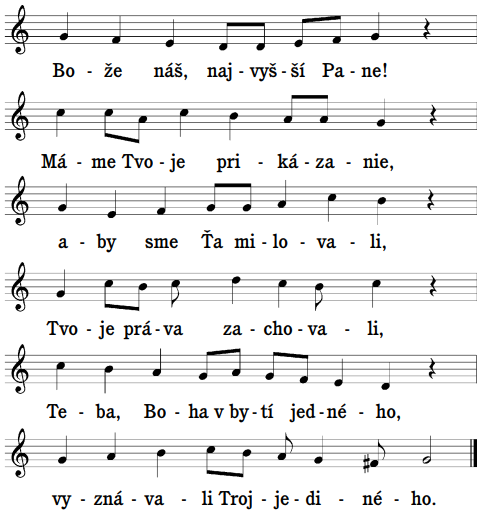 Bo - že náš, naj - vyš - ší Pa - ne!
Má - me Tvo - je pri - ká - za - nie,
a - by sme Ťa mi - lo - va - li,
Tvo - je prá - va za - cho - va - li,
Te - ba, Bo - ha v by - tí jed - né - ho,
vy - zná - va - li Troj - je - di - né - ho.